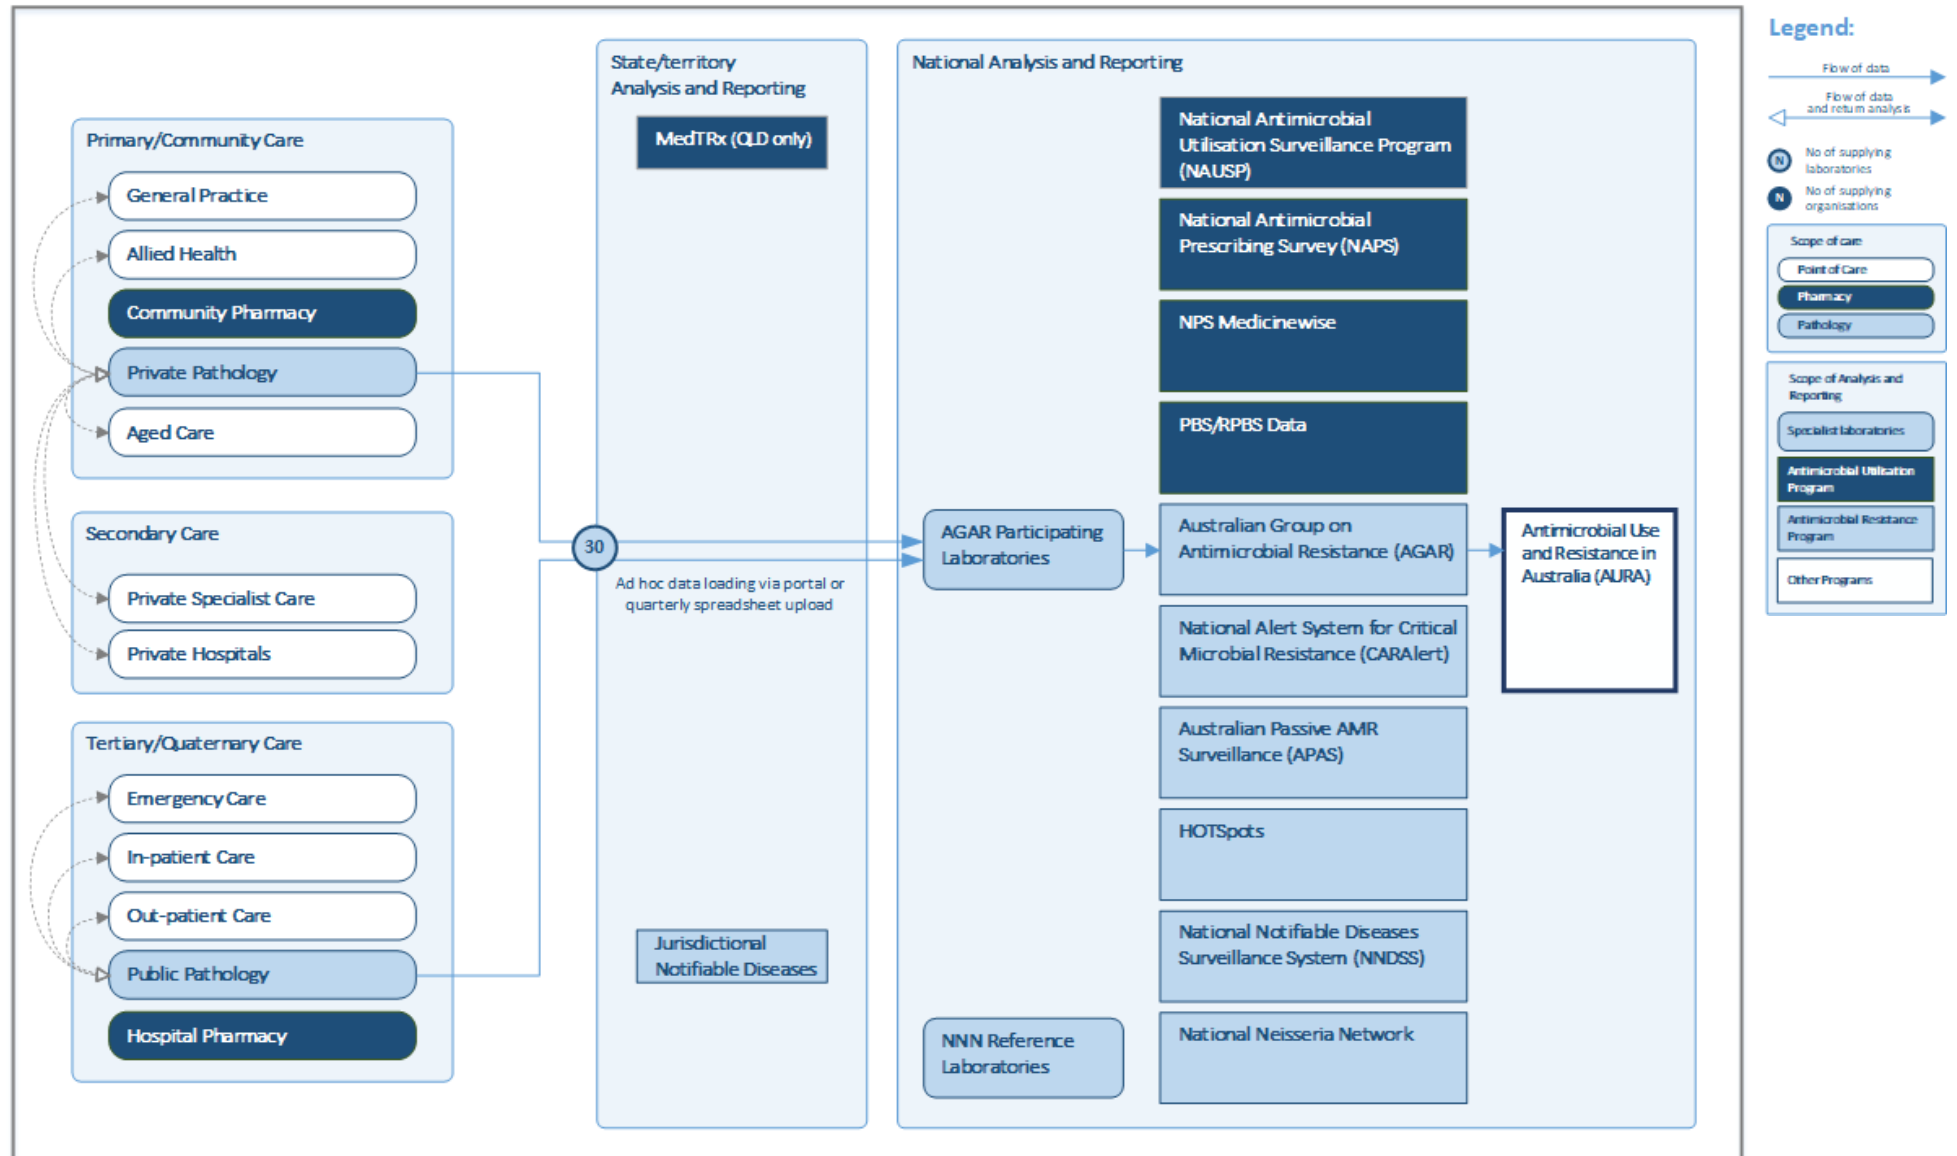 Primary/Community Care
General Practice
Allied Health
Community Pharmacy
Private Pathology
Aged Care
Secondary Care
Private Specialist Care
Private Hospitals
Tertiary/Quaternary Care
Emergency Care
In-patient Care
Out-patient Care
Public Pathology
Hospital Pharmacy
State/territory
Analysis and Reporting
MedTRx (QLD only)
30
Ad hoc data loading via portal or
quarterly spreadsheet upload
Jurisdictional
Notifiable Diseases
National Analysis and Reporting
AGAR Participating
Laboratories
NNN Reference
Laboratories
National Antimicrobial
Utilisation Surveillance Program
(NAUSP)
National Antimicrobial
Prescribing Survey (NAPS)
NPS Medicinewise
PBS/RPBS Data
Australian Group on
Antimicrobial Resistance (AGAR)
National Alert System for Critical
Microbial Resistance (CARAlert)
Australian Passive AMR
Surveillance (APAS)
HOTSpots
National Notifiable Diseases
Surveillance System (NNDSS)
National Neisseria Network
Antimicrobial Use
and Resistance in
Australia (AURA)
Legend:
Flow of data
Flow of data
and return analysis
N
No of supplying
laboratories
N
No of supplying
organisations
Scope of care
Point of Care
Pharmacy
Pathology
Scope of Analysis and
Reporting
Specialist laboratories
Antimicrobial Utilisation
Program
Antimicrobial Resistance
Program
Other Programs